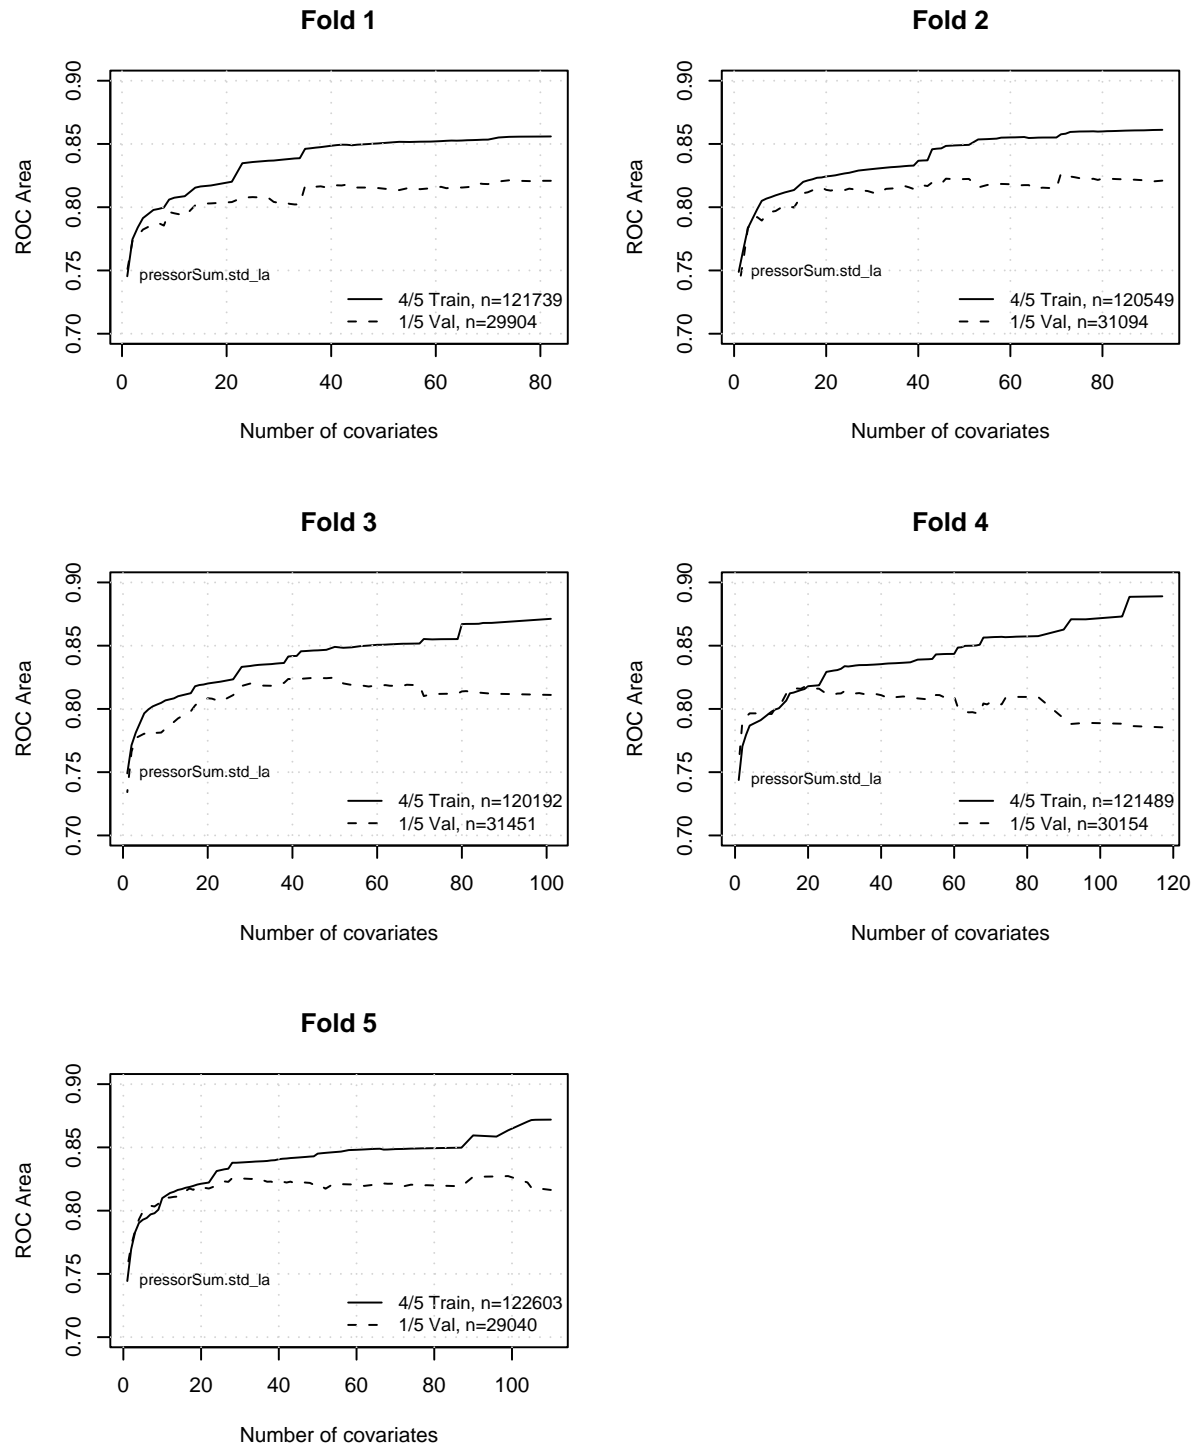 Fold 1
0.90
0.85
0.80
0.75
0.70
ROC Area
pressorSum.std_la
4/5 Train, n=121739
1/5 Val, n=29904
0 20 40 60 80
Number of covariates
Fold 2
0.90
0.85
0.80
0.75
0.70
ROC Area
pressorSum.std_la
4/5 Train, n=120549
1/5 Val, n=31094
0 20 40 60 80
Number of covariates
Fold 3
0.90
0.85
0.80
0.75
0.70
ROC Area
pressorSum.std_la
4/5 Train, n=120192
1/5 Val, n=31451
0 20 40 60 80 100
Number of covariates
Fold 4
0.90
0.85
0.80
0.75
0.70
ROC Area
pressorSum.std_la
4/5 Train, n=121489
1/5 Val, n=30154
0 20 40 60 80 100 120
Number of covariates
Fold 5
0.90
0.85
0.80
0.75
0.70
ROC Area
pressorSum.std_la
4/5 Train, n=122603
1/5 Val, n=29040
0 20 40 60 80 100
Number of covariates